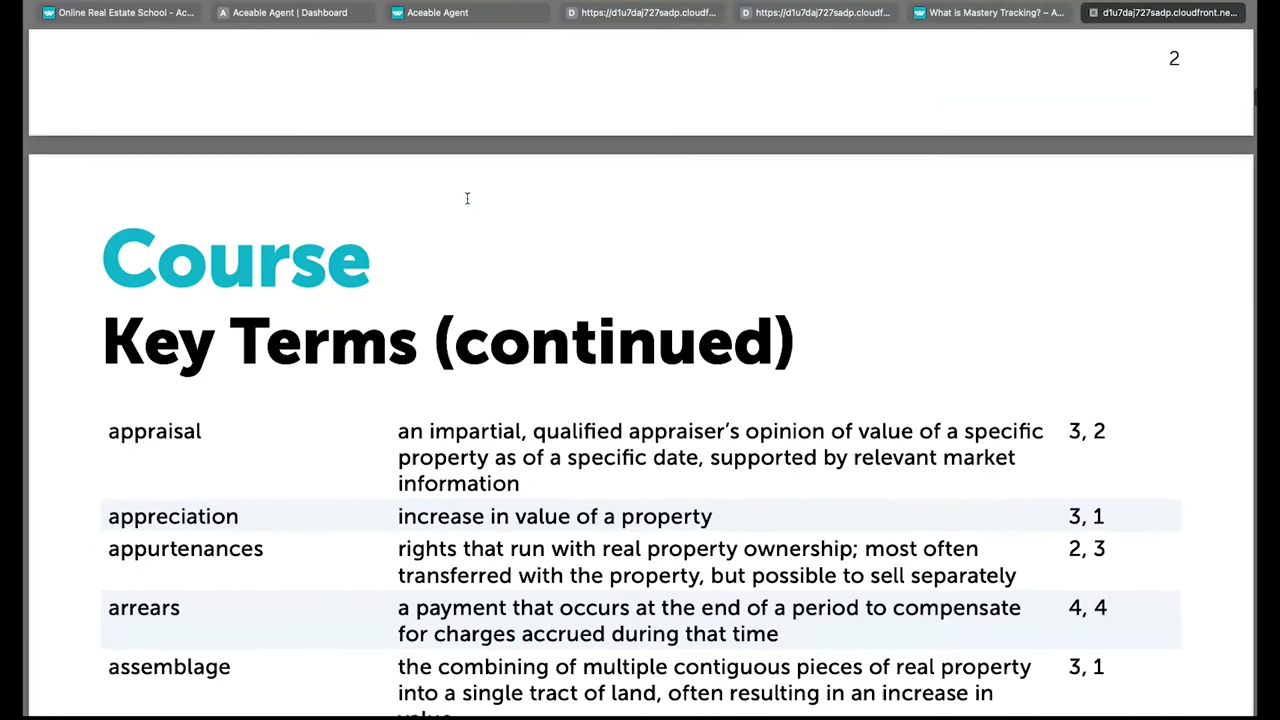 Online Real Estate School - Ac...
Aceable Agent | Dashboard
Aceable Agent
https://d1u7daj727sadp.cloudf...
https://d1u7daj727sadp.cloudf...
What is Mastery Tracking? – A...
d1u7daj727sadp.cloudfront.ne...
2
Course
Key Terms (continued)
appraisal an impartial, qualified appraiser’s opinion of value of a specific 3, 2
property as of a specific date, supported by relevant market
information
appreciation increase in value of a property 3, 1
appurtenances rights that run with real property ownership; most often 2, 3
transferred with the property, but possible to sell separately
arrears a payment that occurs at the end of a period to compensate 4, 4
for charges accrued during that time
assemblage the combining of multiple contiguous pieces of real property 3, 1
into a single tract of land, often resulting in an increase in